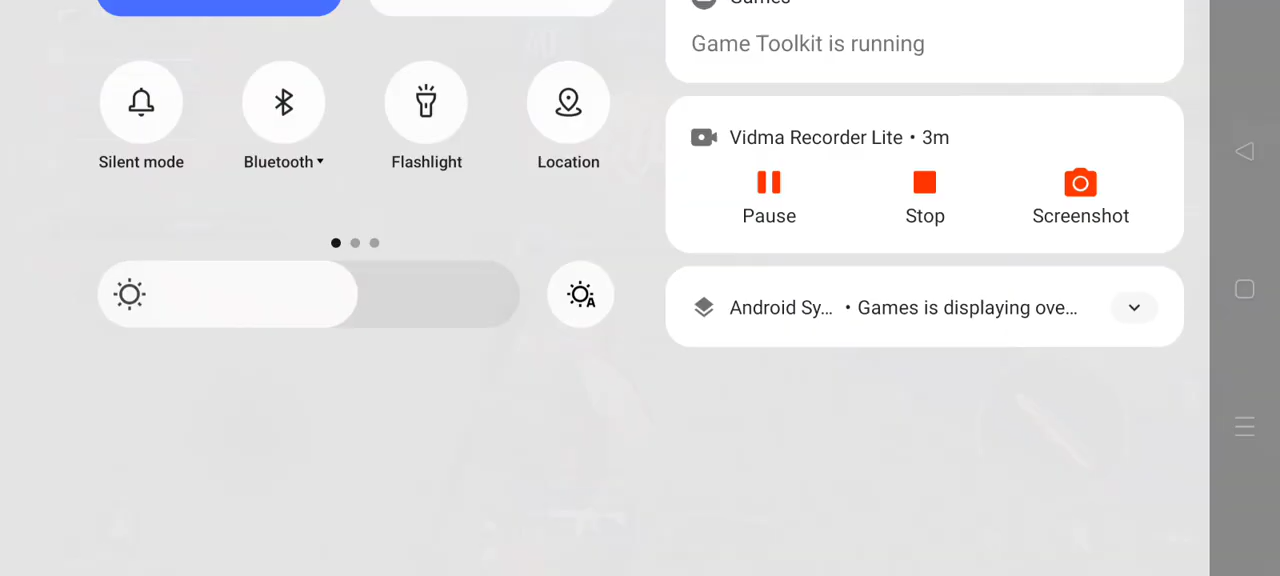 Games
Game Toolkit is running
Silent mode
Bluetooth
Flashlight
Location
Vidma Recorder Lite • 3m
Pause
Stop
Screenshot
A
Android Sy... • Games is displaying ove...